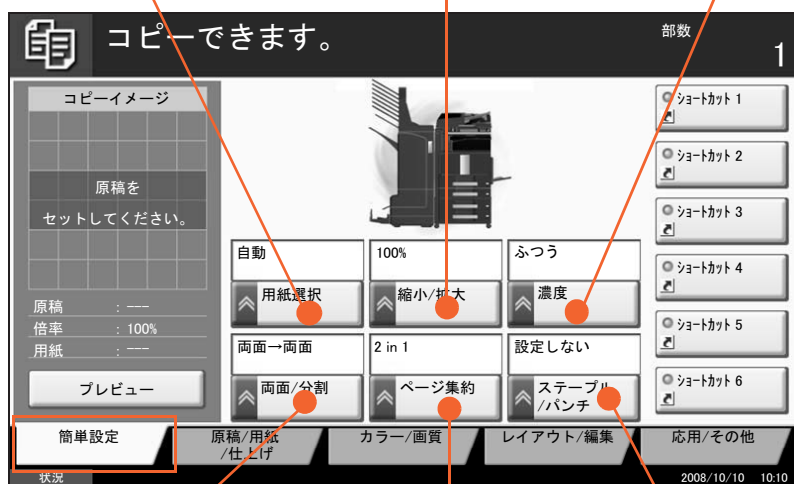 コピーできます。
部数
1
コピーイメージ
原稿を
セットしてください。
原稿 : ---
倍率 : 100%
用紙 : ---
プレビュー
自動
用紙選択
100%
縮小/拡大
ふつう
濃度
両面→両面
両面/分割
2 in 1
ページ集約
設定しない
ステープル
/パンチ
ショートカット 1
ショートカット 2
ショートカット 3
ショートカット 4
ショートカット 5
ショートカット 6
簡単設定
原稿/用紙
/仕上げ
カラー/画質
レイアウト/編集
応用/その他
状況
2008/10/10 10:10